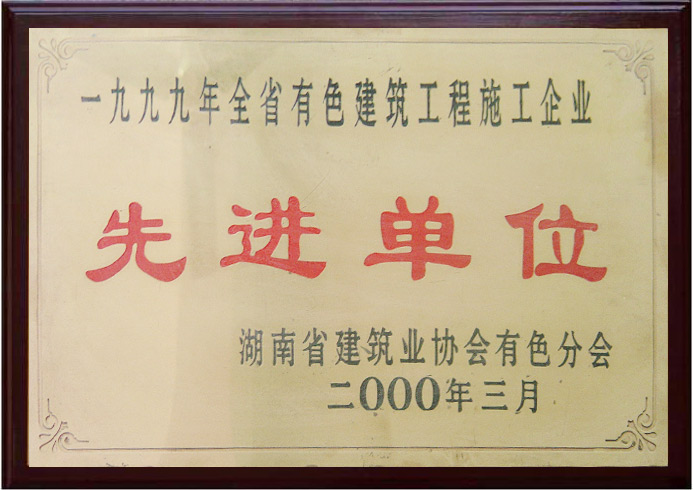 一九九九年全省有色建筑工程施工企业
先进单位
湖南省建筑业协会有色分会
二000年三月